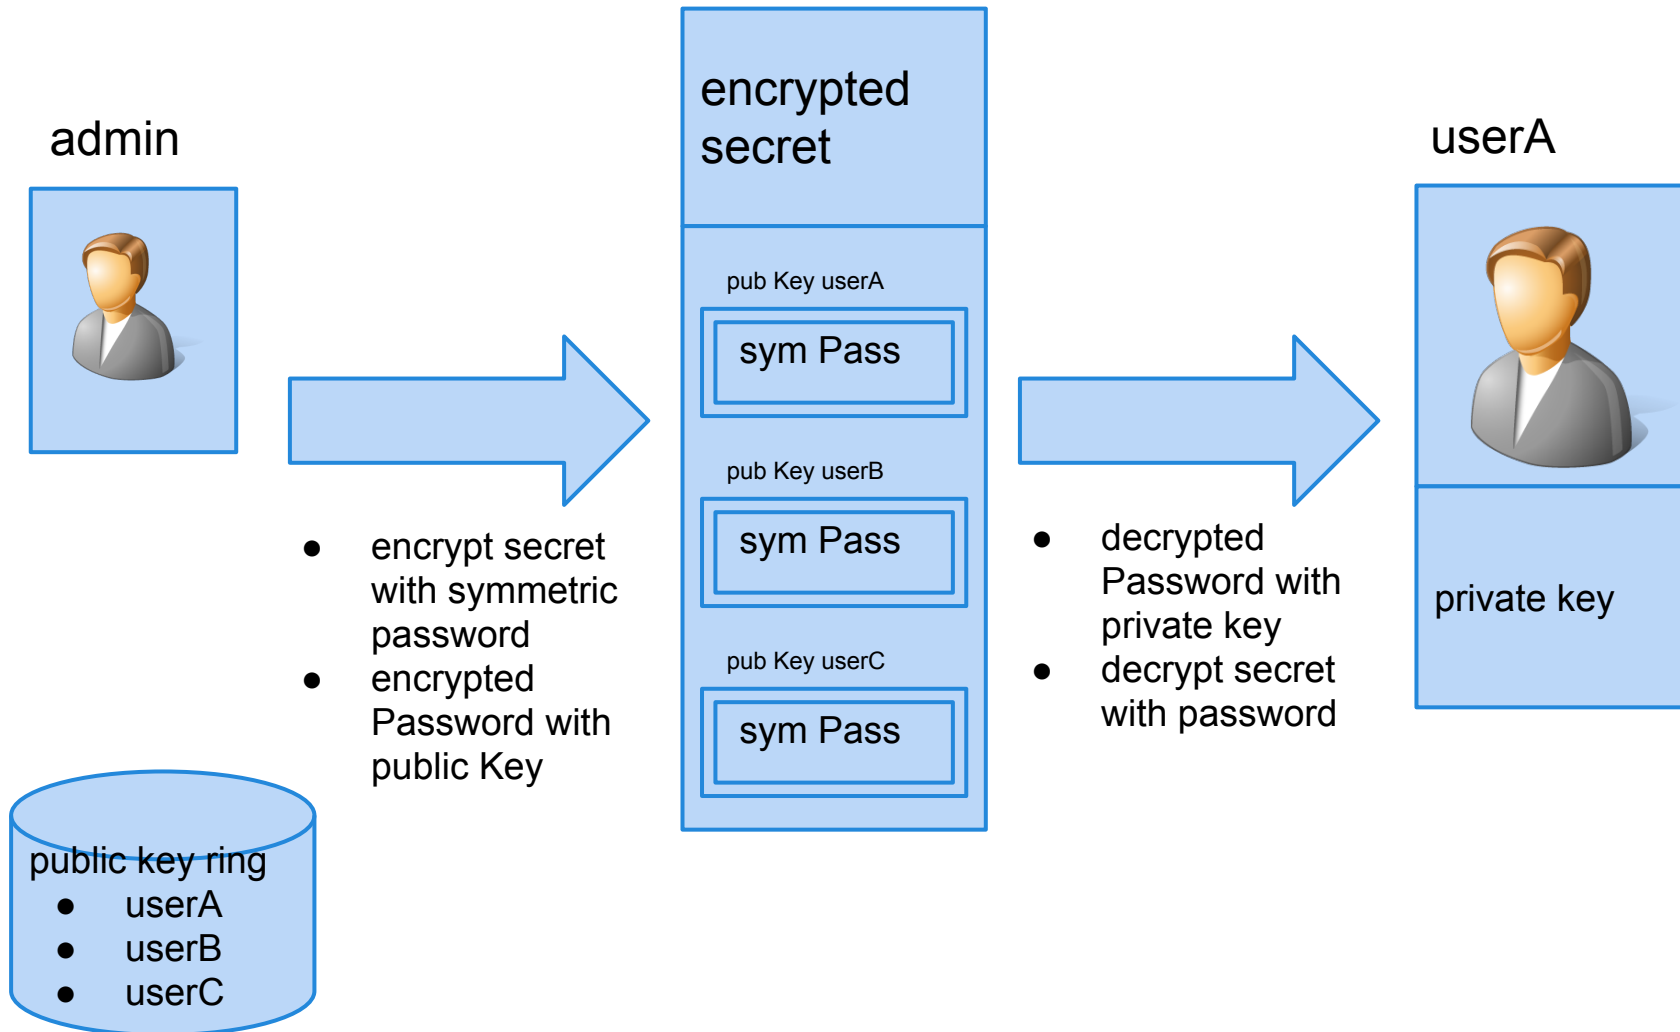 admin
public key ring
● userA
● userB
● userC
● encrypt secret
with symmetric
password
● encrypted
Password with
public Key
encrypted
secret
pub Key userA
sym Pass
pub Key userB
sym Pass
pub Key userC
sym Pass
● decrypted
Password with
private key
● decrypt secret
with password
userA
private key